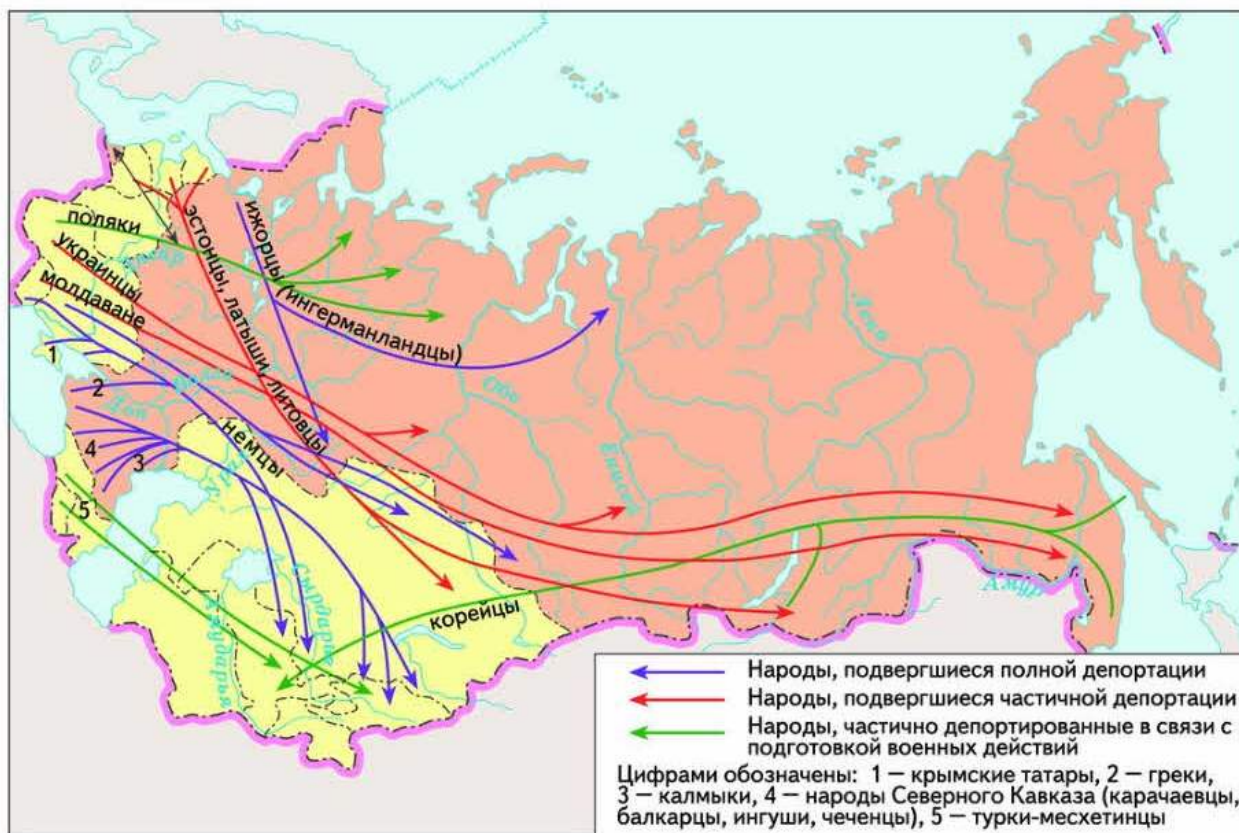 поляки
украинцы
молдаване
эстонцы, латыши, литовцы
ижорцы (ингерманландцы)
немцы
корейцы
1
2
4
3
5
Днепр
Дон
Волга
Урал
Обь
Енисей
Лена
Амур
Сырдарья
Амударья
Народы, подвергшиеся полной депортации
Народы, подвергшиеся частичной депортации
Народы, частично депортированные в связи с
подготовкой военных действий
Цифрами обозначены: 1 – крымские татары, 2 – греки,
3 – калмыки, 4 – народы Северного Кавказа (карачаевцы,
балкарцы, ингуши, чеченцы), 5 – турки-месхетинцы